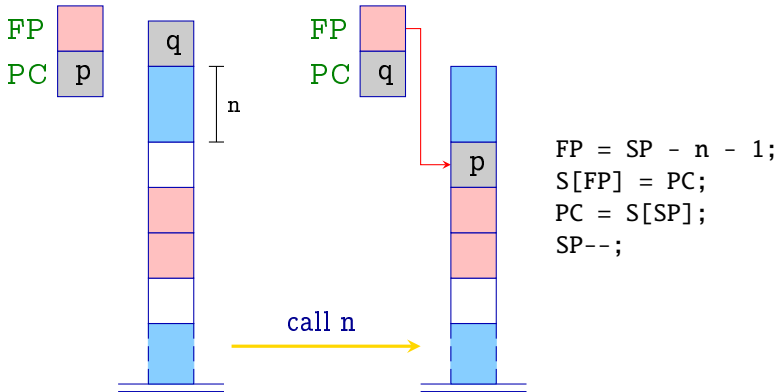 FP
PC
p
q
n
FP
PC
q
p
FP = SP - n - 1;
S[FP] = PC;
PC = S[SP];
SP--;
call n